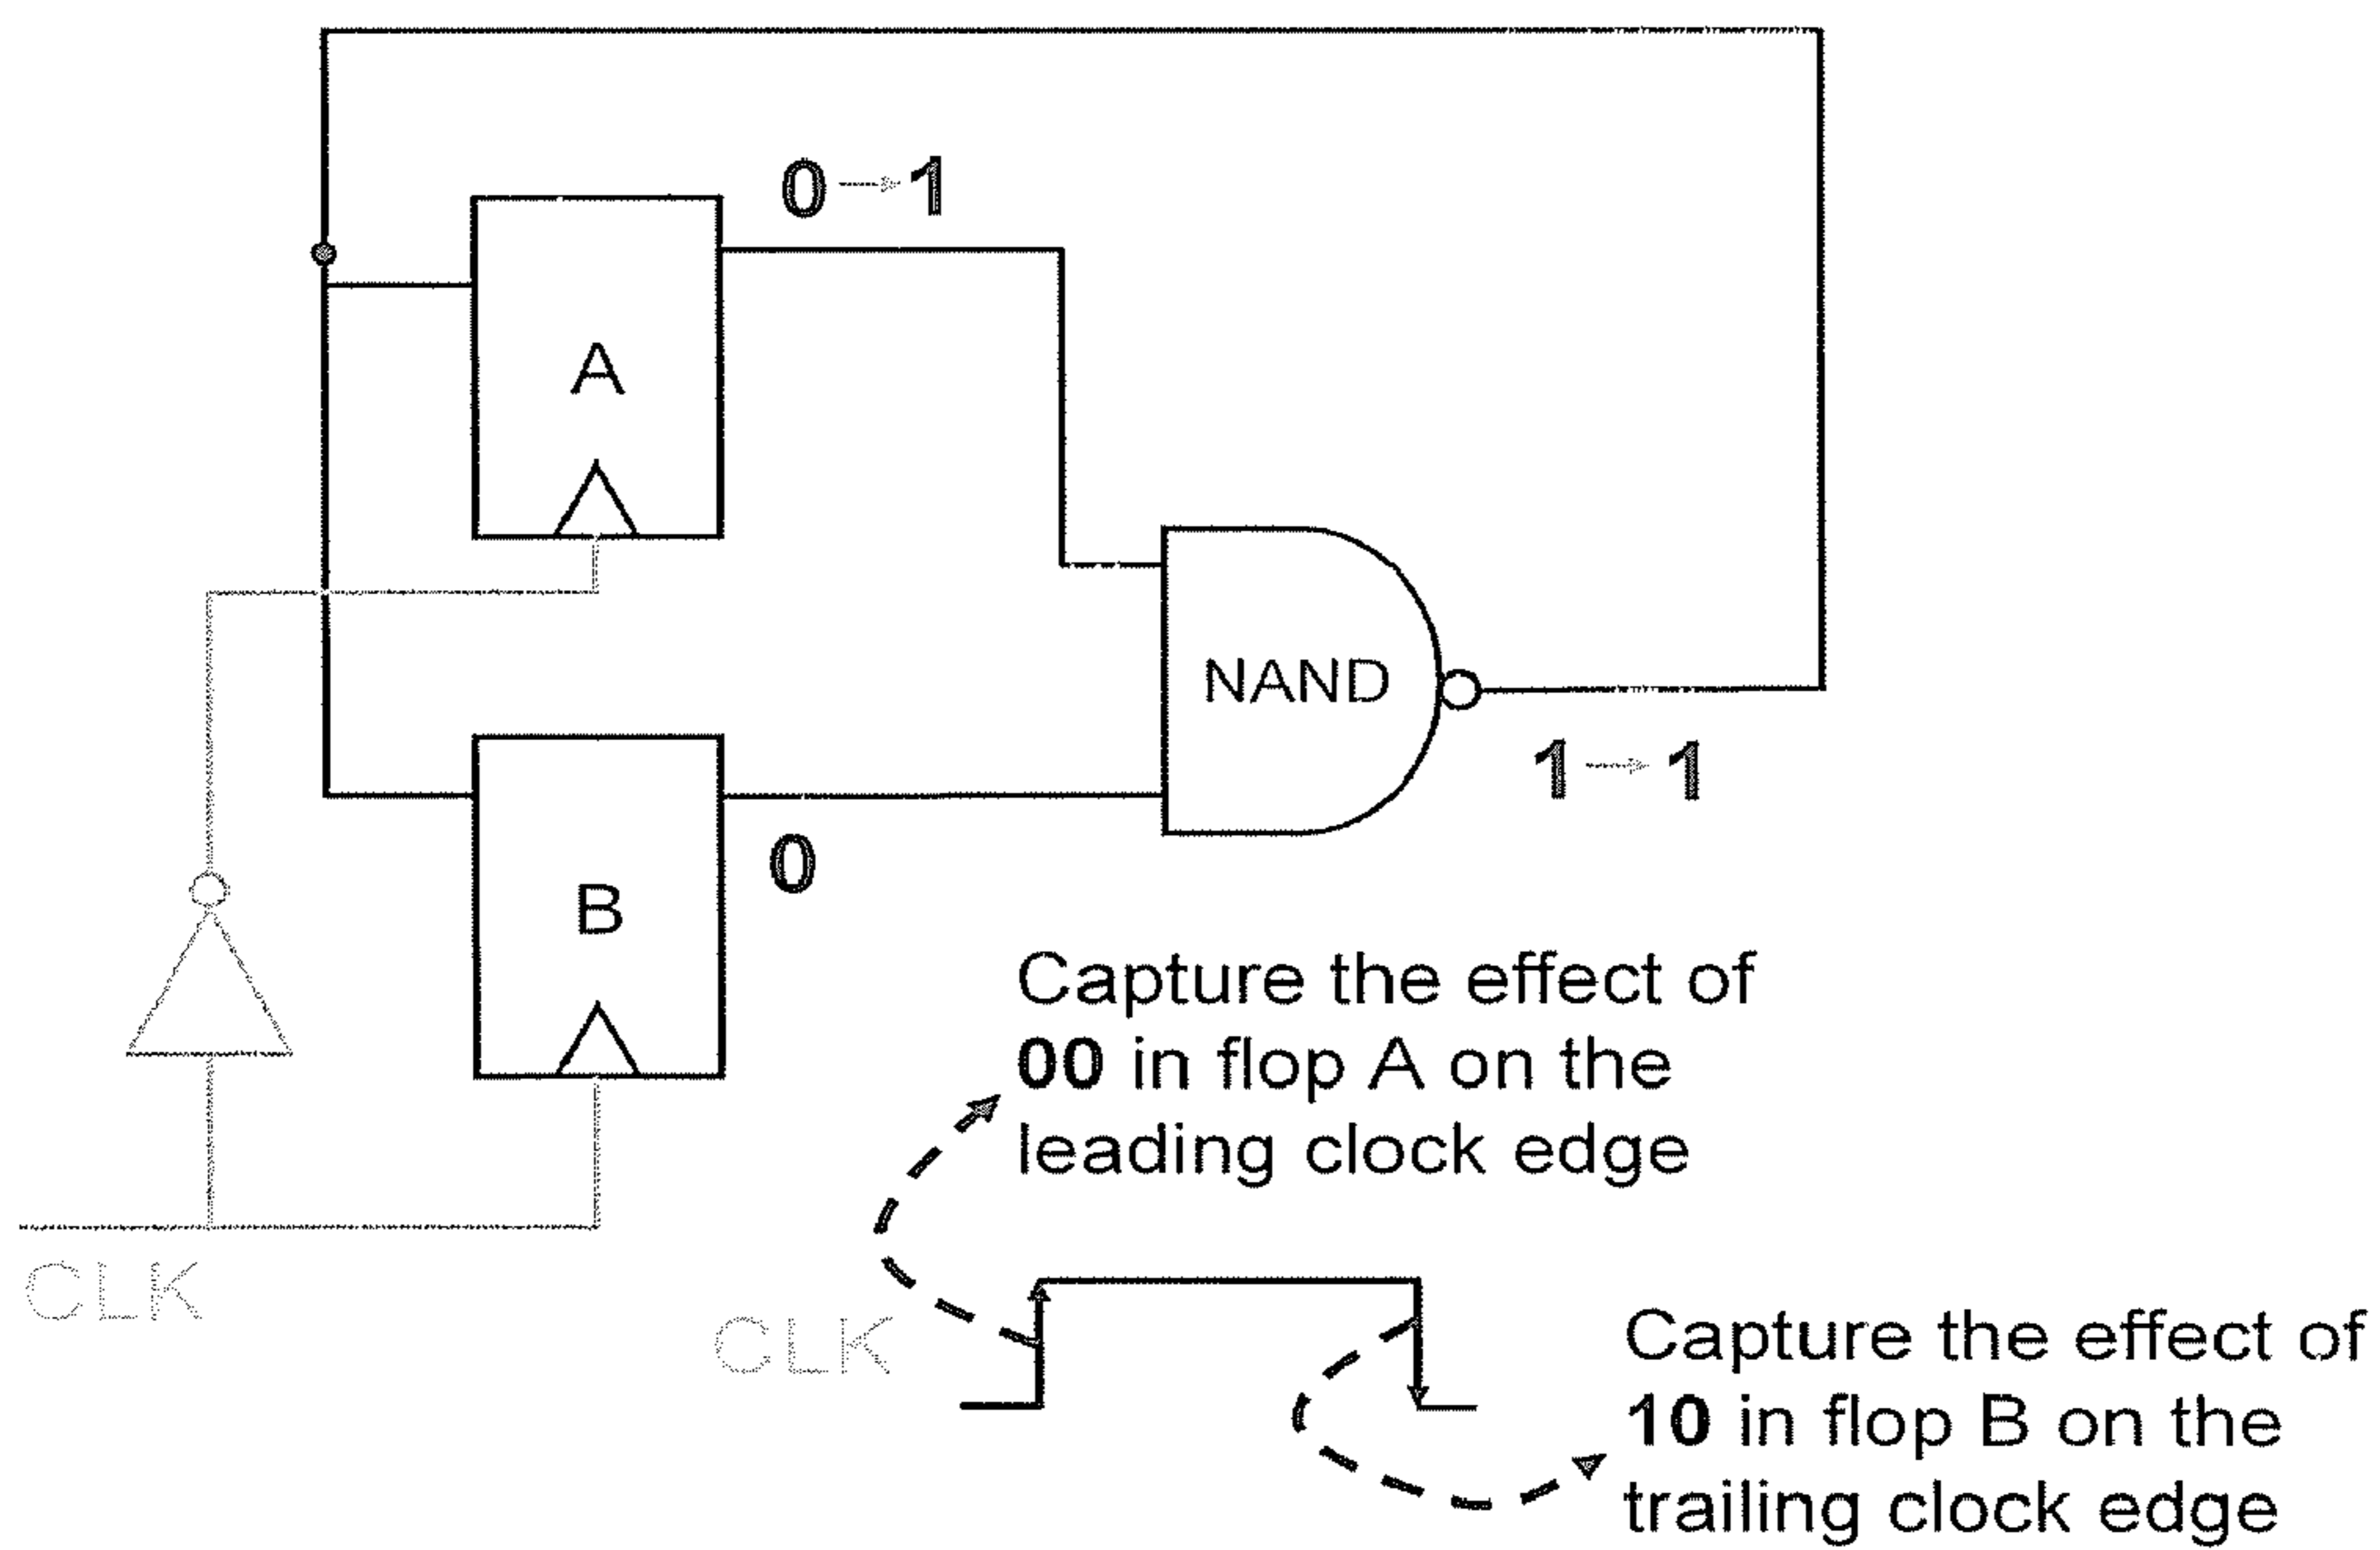 0→1
A
NAND
1→1
0
B
Capture the effect of
00 in flop A on the
leading clock edge
CLK
CLK
Capture the effect of
10 in flop B on the
trailing clock edge